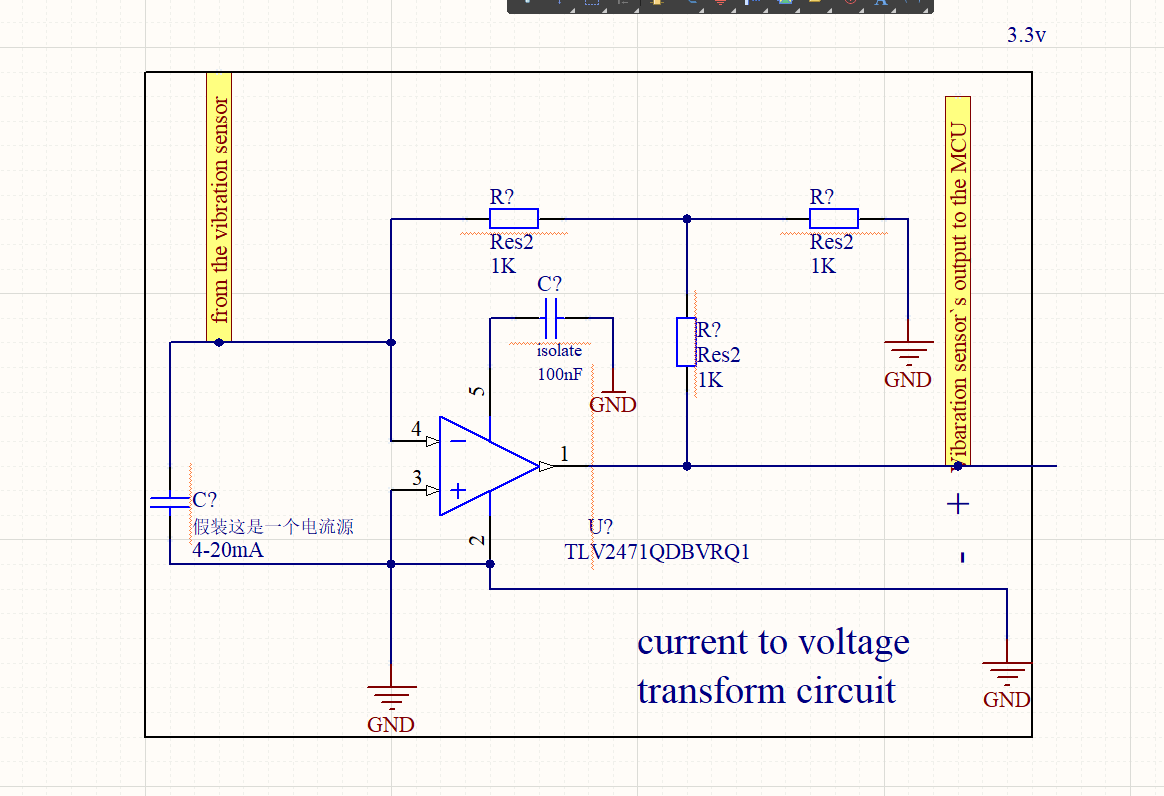 3.3v
from the vibration sensor
Vibaration sensor`s output to the MCU
R?
Res2
1K
R?
Res2
1K
C?
isolate
100nF
GND
R?
Res2
1K
GND
5
4
3
1
2
C?
假装这是一个电流源
4-20mA
U?
TLV2471QDBVRQ1
+
-
current to voltage
transform circuit
GND
GND